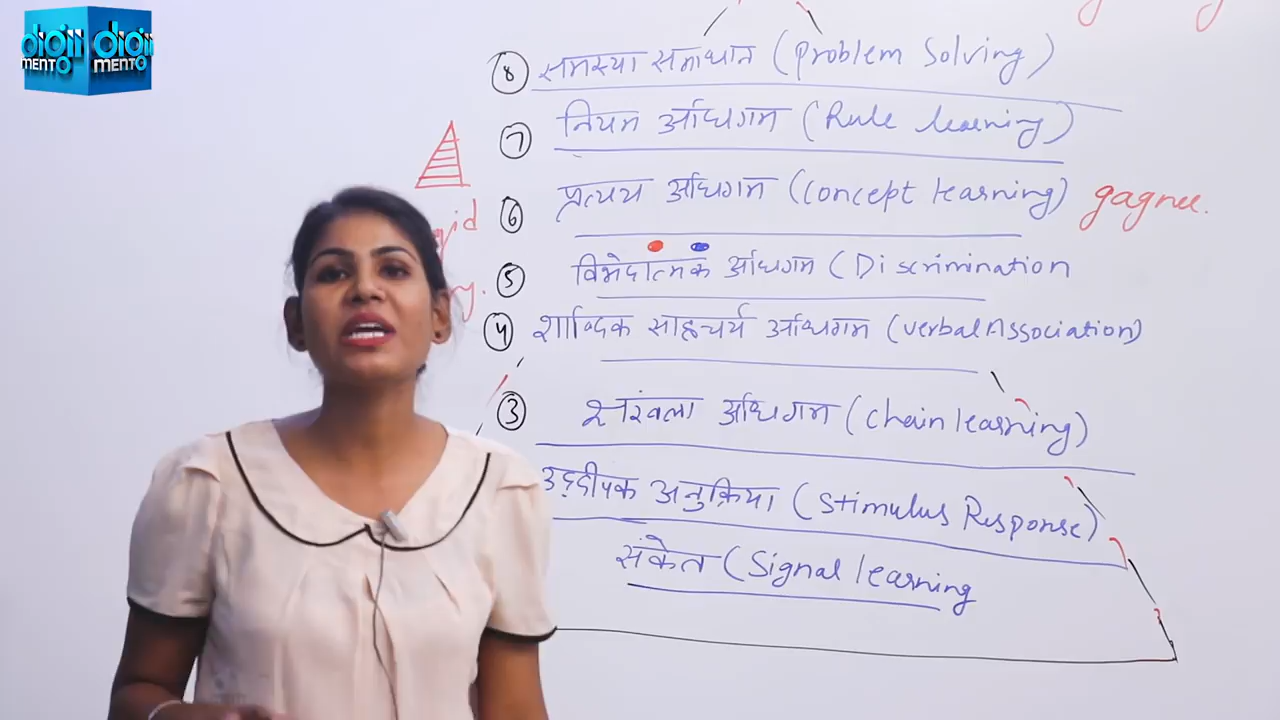 digii digii
MENTO MENTO
8 समस्या समाधान (Problem Solving)
7 नियम अधिगम (Rule learning)
6 प्रत्यय अधिगम (Concept learning) gagnee.
5 विभेदात्मक अधिगम (Discrimination
4 शाब्दिक साहचर्य अधिगम (verbal Association)
3 श्रंखला अधिगम (Chain learning)
उद्दीपक अनुक्रिया (Stimulus Response)
संकेत (Signal learning